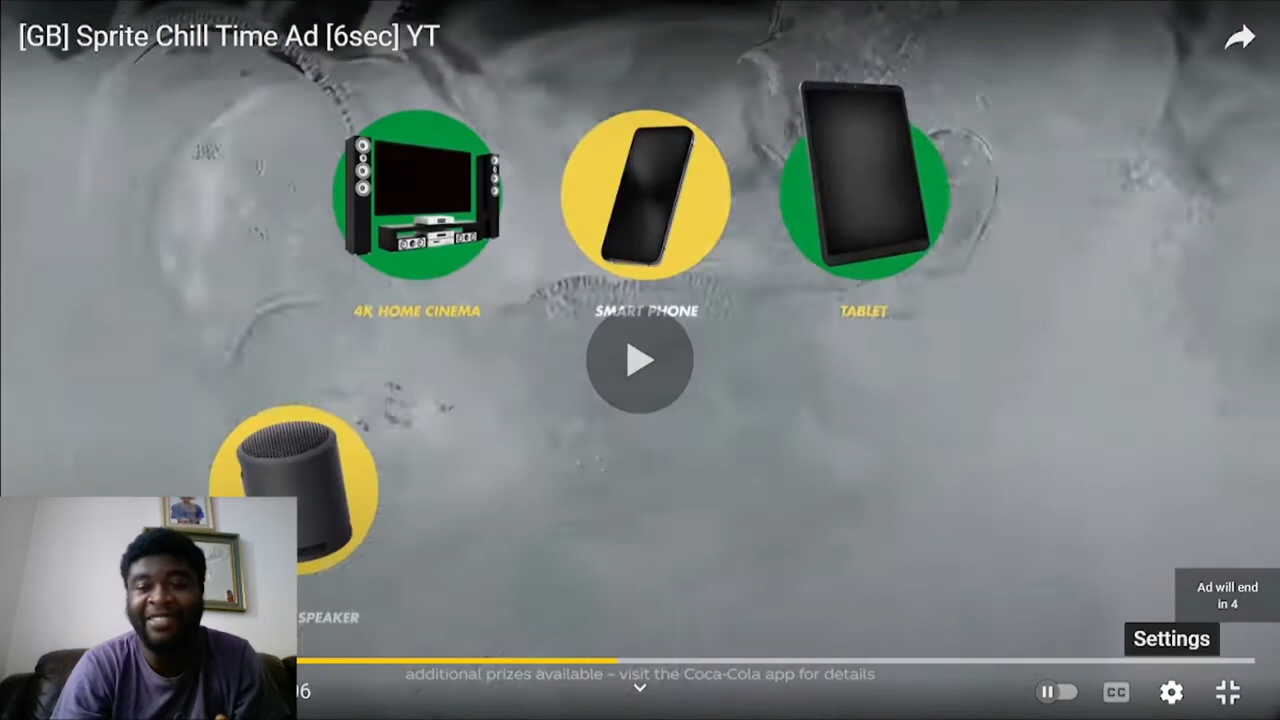 [GB] Sprite Chill Time Ad [6sec] YT
4K HOME CINEMA
SMART PHONE
TABLET
SPEAKER
Ad will end
in 4
Settings
additional prizes available – visit the Coca-Cola app for details
CC